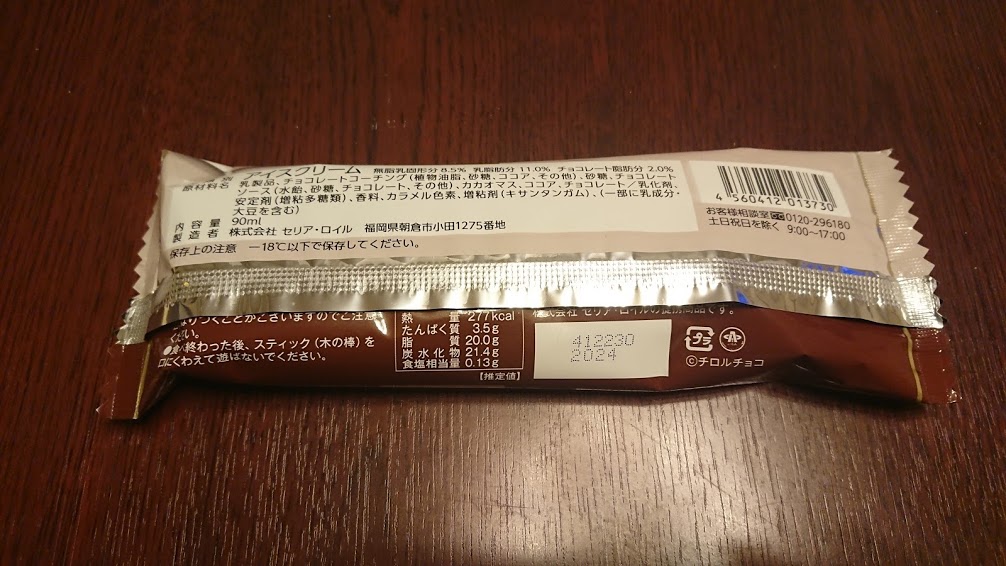 アイスクリーム 無脂乳固形分 8.5% 乳脂肪分 11.0% チョコレート脂肪分 2.0%
原材料名 乳製品、チョコレートコーチング(植物油脂、砂糖、ココア、その他)、砂糖、チョコレート
ソース(水飴、砂糖、チョコレート、その他)、カカオマス、ココア、チョコレート/乳化剤、
安定剤(増粘多糖類)、香料、カラメル色素、増粘剤(キサンタンガム)、(一部に乳成分・
大豆を含む)
内容量 90ml
製造者 株式会社 セリア・ロイル 福岡県朝倉市小田1275番地
保存上の注意 -18℃以下で保存してください。
4 560412 013730
お客様相談室 0120-296180
土日祝日を除く 9:00~17:00
ださい。
●食べ終わった後、スティック(木の棒)を
口にくわえて遊ばないでください。
熱量 277kcal
たんぱく質 3.5g
脂質 20.0g
炭水化物 21.4g
食塩相当量 0.13g
【推定値】
株式会社 セリア・ロイルの提携商品です。
412230
2024
プラ
©チロルチョコ